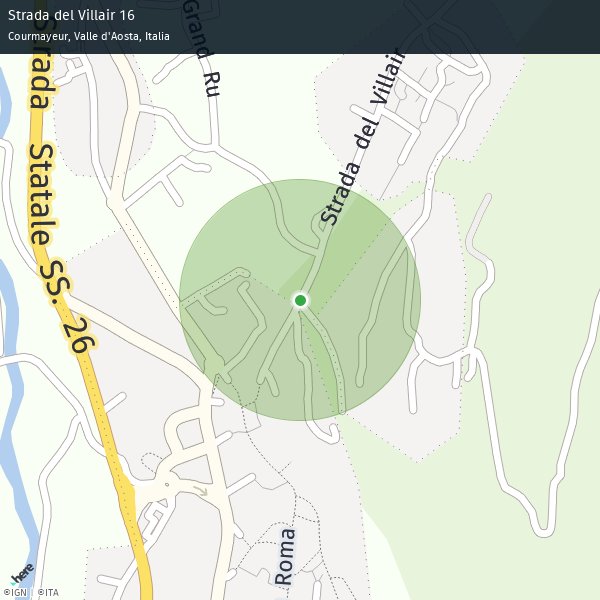 Strada del Villair 16
Courmayeur, Valle d'Aosta, Italia
Strada Statale SS. 26
Grand Ru
Strada del Villair
Roma
here
©IGN | ©ITA